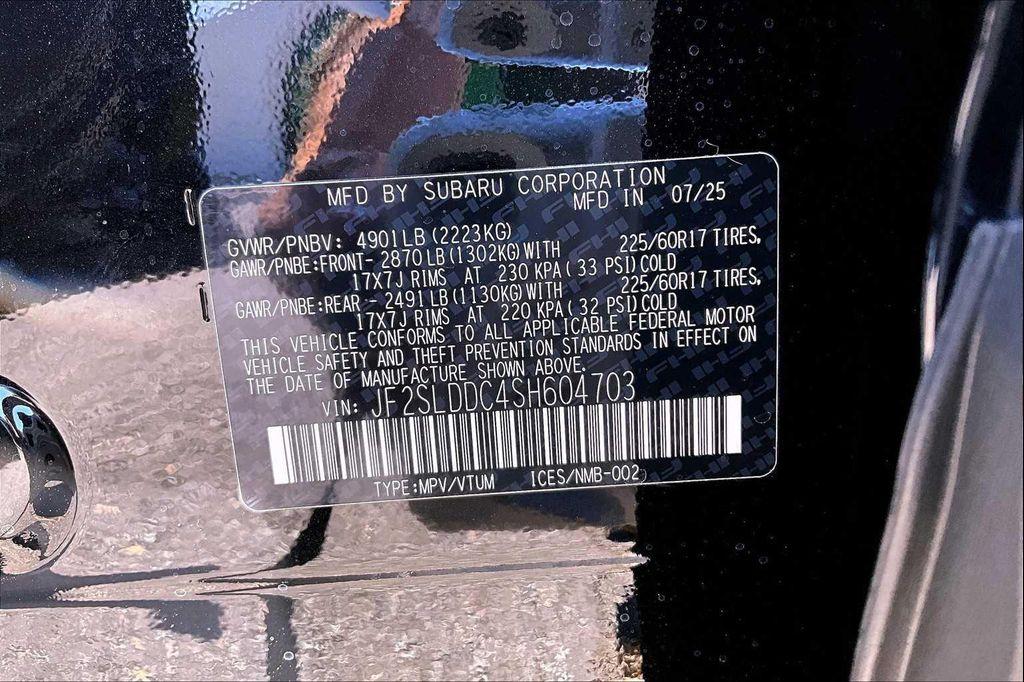 MFD BY SUBARU CORPORATION
MFD IN 07/25
GVWR/PNBV: 4901LB (2223KG)
GAWR/PNBE:FRONT- 2870LB(1302KG)WITH 225/60R17 TIRES,
17X7J RIMS AT 230 KPA( 33 PSI)COLD
GAWR/PNBE:REAR - 2491LB(1130KG)WITH 225/60R17 TIRES,
17X7J RIMS AT 220 KPA( 32 PSI)COLD
THIS VEHICLE CONFORMS TO ALL APPLICABLE FEDERAL MOTOR
VEHICLE SAFETY AND THEFT PREVENTION STANDARDS IN EFFECT ON
THE DATE OF MANUFACTURE SHOWN ABOVE.
VIN: JF2SLDDC4SH604703
TYPE:MPV/VTUM ICES/NMB-002